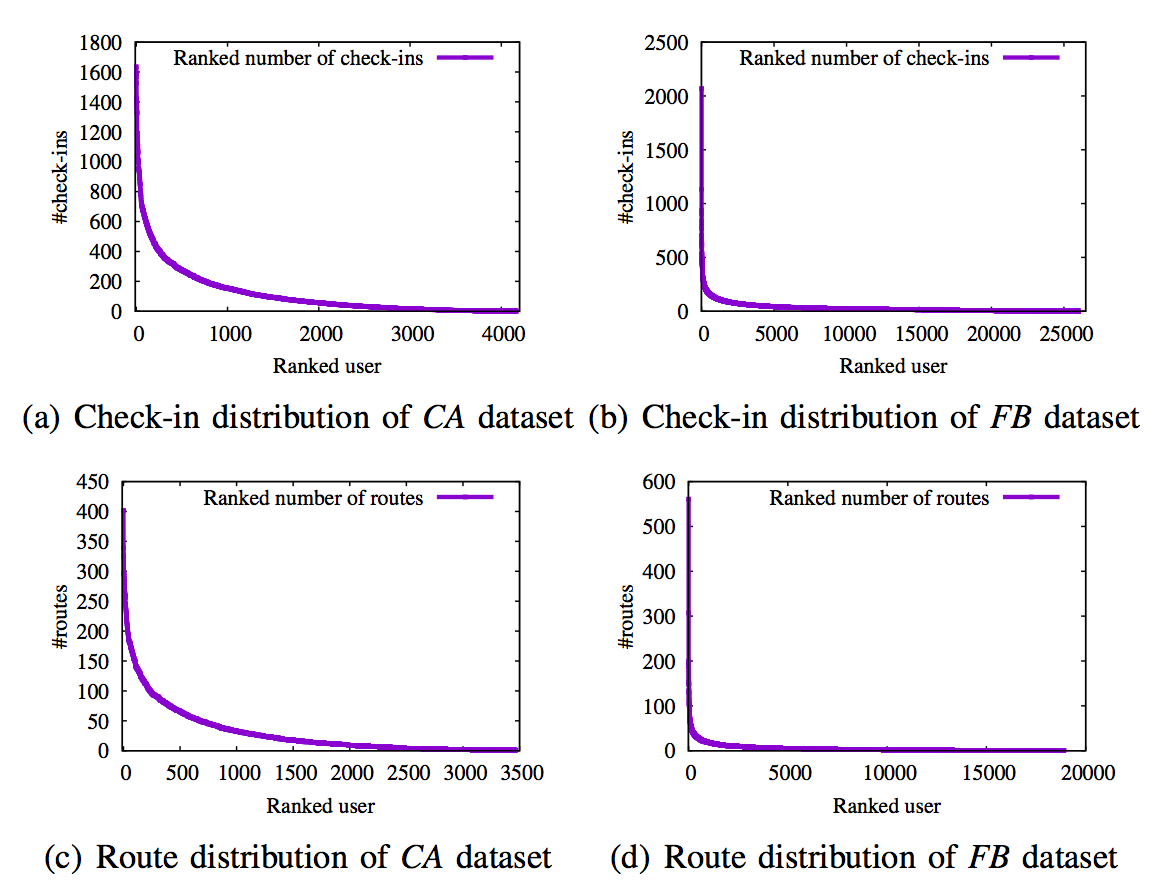 Ranked number of check-ins
1800
1600
1400
1200
1000
800
600
400
200
0
#check-ins
0 1000 2000 3000 4000
Ranked user
(a) Check-in distribution of CA dataset
Ranked number of check-ins
2500
2000
1500
1000
500
0
#check-ins
0 5000 10000 15000 20000 25000
Ranked user
(b) Check-in distribution of FB dataset
Ranked number of routes
450
400
350
300
250
200
150
100
50
0
#routes
0 500 1000 1500 2000 2500 3000 3500
Ranked user
(c) Route distribution of CA dataset
Ranked number of routes
600
500
400
300
200
100
0
#routes
0 5000 10000 15000 20000
Ranked user
(d) Route distribution of FB dataset